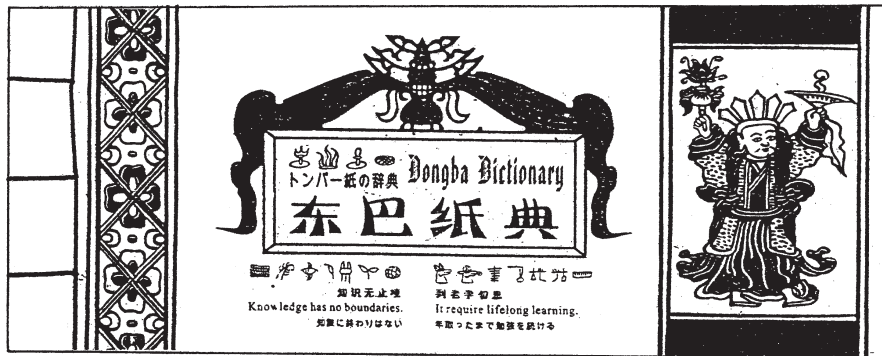 トンパー紙の辞典
Dongba Dictionary
东巴纸典
知识无止境
Knowledge has no boundaries.
知識に終わりはない
到老学包里
It require lifelong learning.
年取ったまで勉強を続ける